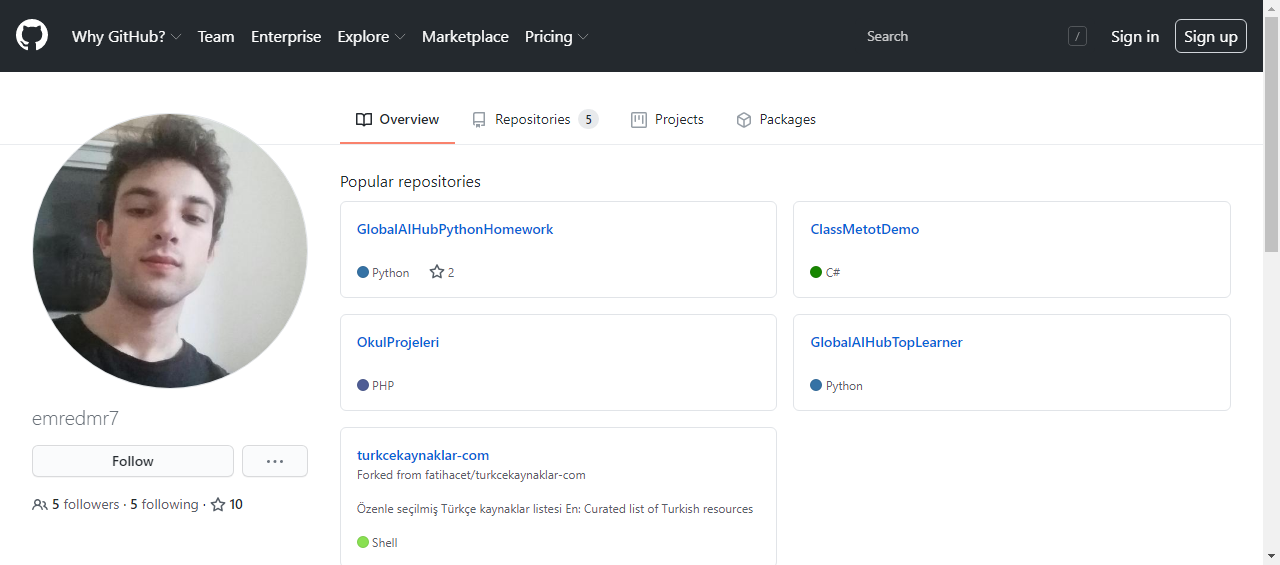 Why GitHub? Team Enterprise Explore Marketplace Pricing Search / Sign in Sign up
Overview Repositories 5 Projects Packages
Popular repositories
GlobalAIHubPythonHomework
Python 2
ClassMetotDemo
C#
OkulProjeleri
PHP
GlobalAIHubTopLearner
Python
turkcekaynaklar-com
Forked from fatihacet/turkcekaynaklar-com
Özenle seçilmiş Türkçe kaynaklar listesi En: Curated list of Turkish resources
Shell
emredmr7
Follow ...
5 followers · 5 following · 10